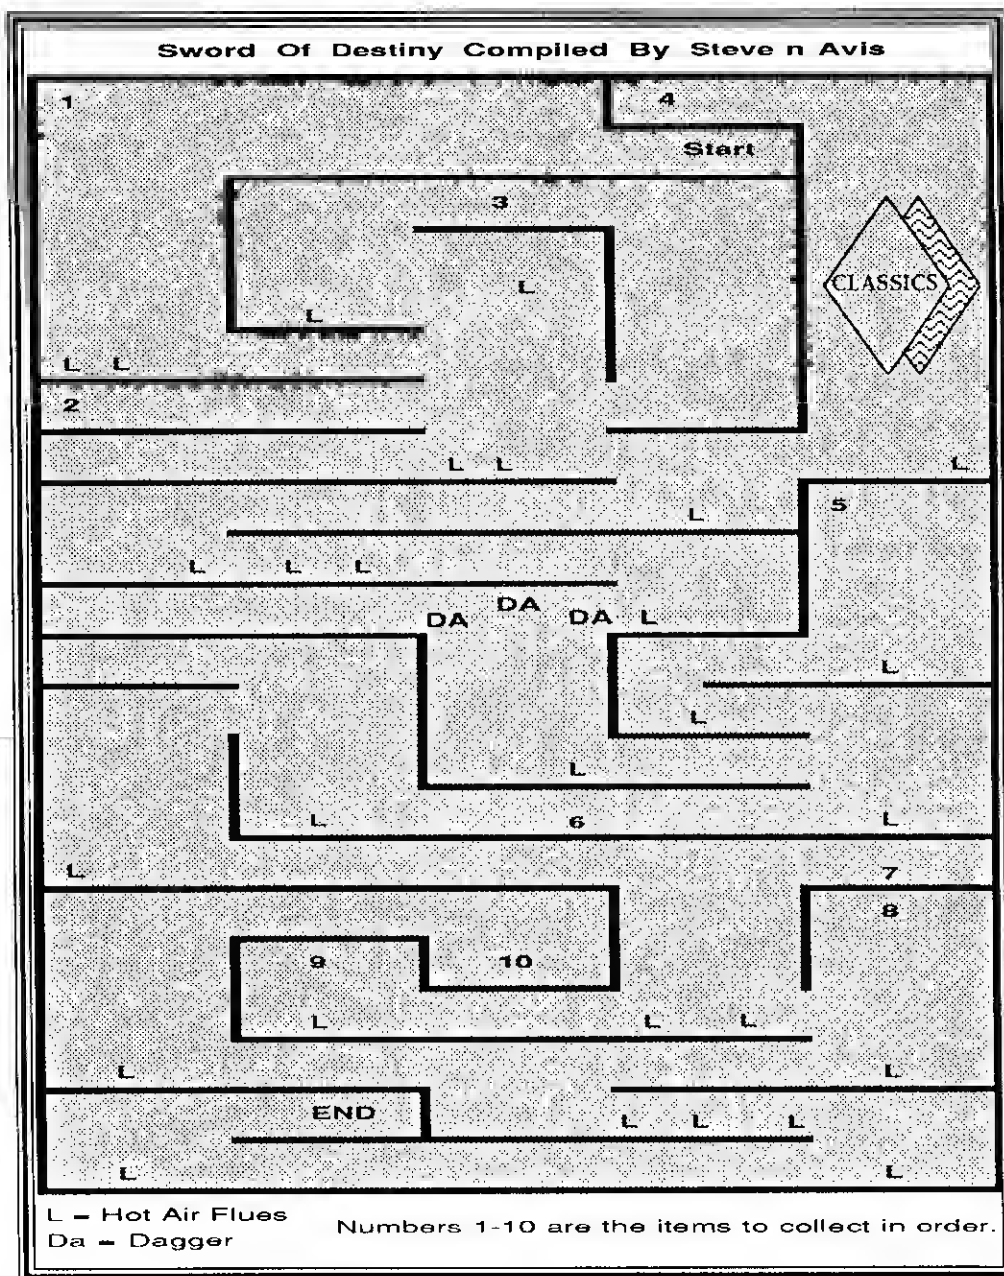 Sword Of Destiny Compiled By Steve n Avis
1 4
Start
3
CLASSICS
L
L
L L
2
L L L
5
L
L L L
DA DA DA L
L
L
L
L 6 L
L 7
8
9 10
L L L
L L
END L L L
L L
L - Hot Air Flues
Da - Dagger
Numbers 1-10 are the items to collect in order.